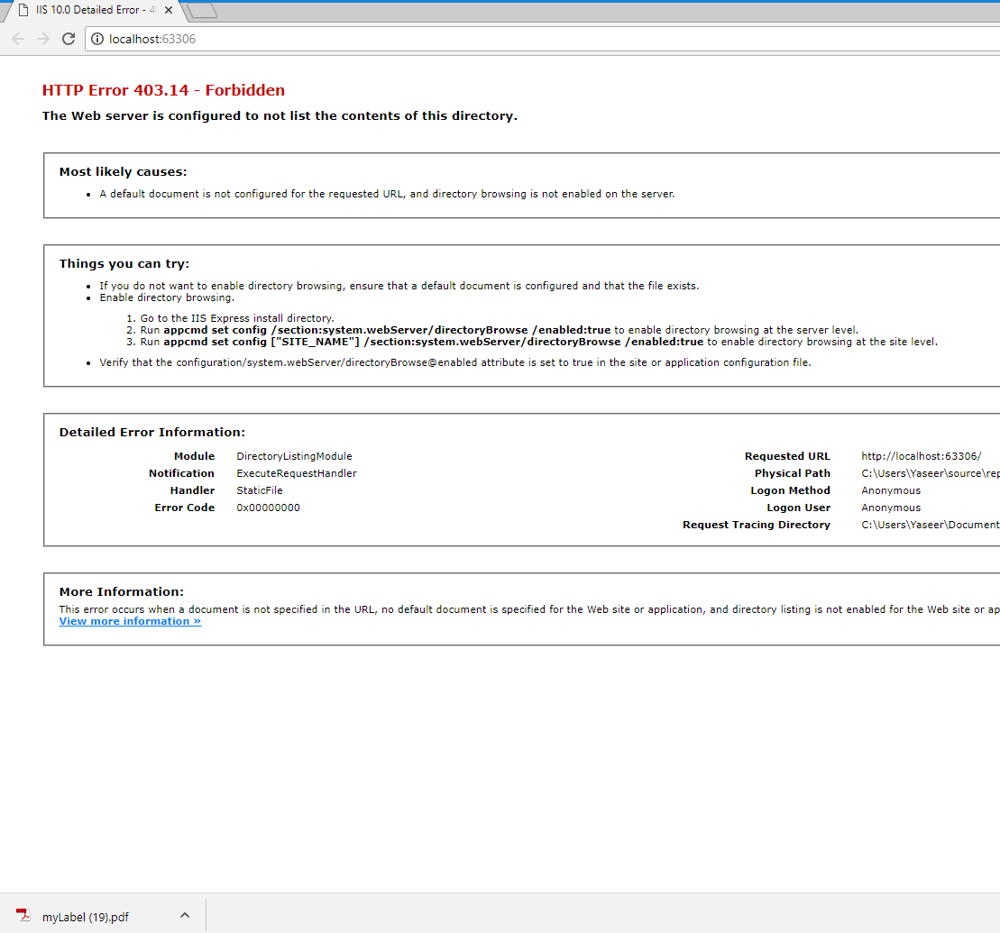 IIS 10.0 Detailed Error - 4
localhost:63306
HTTP Error 403.14 - Forbidden
The Web server is configured to not list the contents of this directory.
Most likely causes:
• A default document is not configured for the requested URL, and directory browsing is not enabled on the server.
Things you can try:
• If you do not want to enable directory browsing, ensure that a default document is configured and that the file exists.
• Enable directory browsing.
1. Go to the IIS Express install directory.
2. Run appcmd set config /section:system.webServer/directoryBrowse /enabled:true to enable directory browsing at the server level.
3. Run appcmd set config ["SITE_NAME"] /section:system.webServer/directoryBrowse /enabled:true to enable directory browsing at the site level.
• Verify that the configuration/system.webServer/directoryBrowse@enabled attribute is set to true in the site or application configuration file.
Detailed Error Information:
Module DirectoryListingModule
Notification ExecuteRequestHandler
Handler StaticFile
Error Code 0x00000000
Requested URL http://localhost:63306/
Physical Path C:\Users\Yaseer\source\rep
Logon Method Anonymous
Logon User Anonymous
Request Tracing Directory C:\Users\Yaseer\Document
More Information:
This error occurs when a document is not specified in the URL, no default document is specified for the Web site or application, and directory listing is not enabled for the Web site or ap
View more information »
myLabel (19).pdf